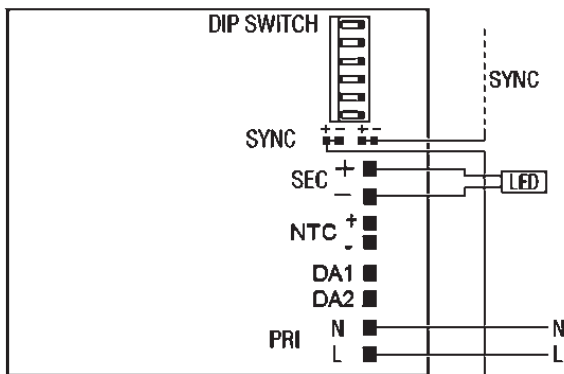 DIP SWITCH
SYNC
+ - + -
SYNC
SEC +
-
LED
NTC +
-
DA1
DA2
PRI N N
L L